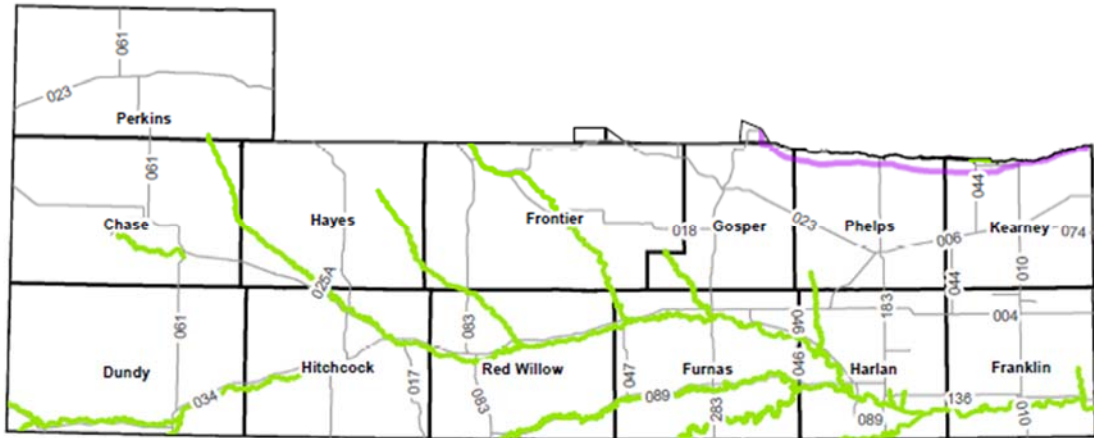 061
023
Perkins
061
044
Chase
Hayes
Frontier
018
Gosper
023
Phelps
006
Kearney
074
025A
044
010
061
083
183
004
046
Dundy
034
Hitchcock
017
Red Willow
083
047
Furnas
089
283
046
Harlan
089
136
Franklin
010